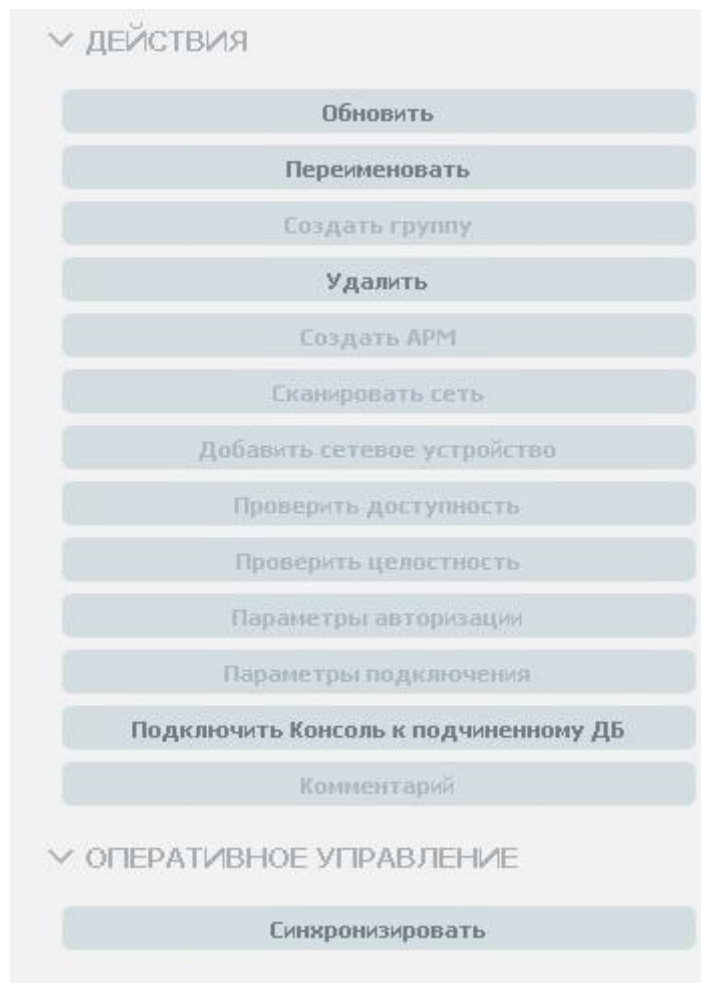 ДЕЙСТВИЯ
Обновить
Переименовать
Создать группу
Удалить
Создать АРМ
Сканировать сеть
Добавить сетевое устройство
Проверить доступность
Проверить целостность
Параметры авторизации
Параметры подключения
Подключить Консоль к подчиненному ДБ
Комментарий
ОПЕРАТИВНОЕ УПРАВЛЕНИЕ
Синхронизировать